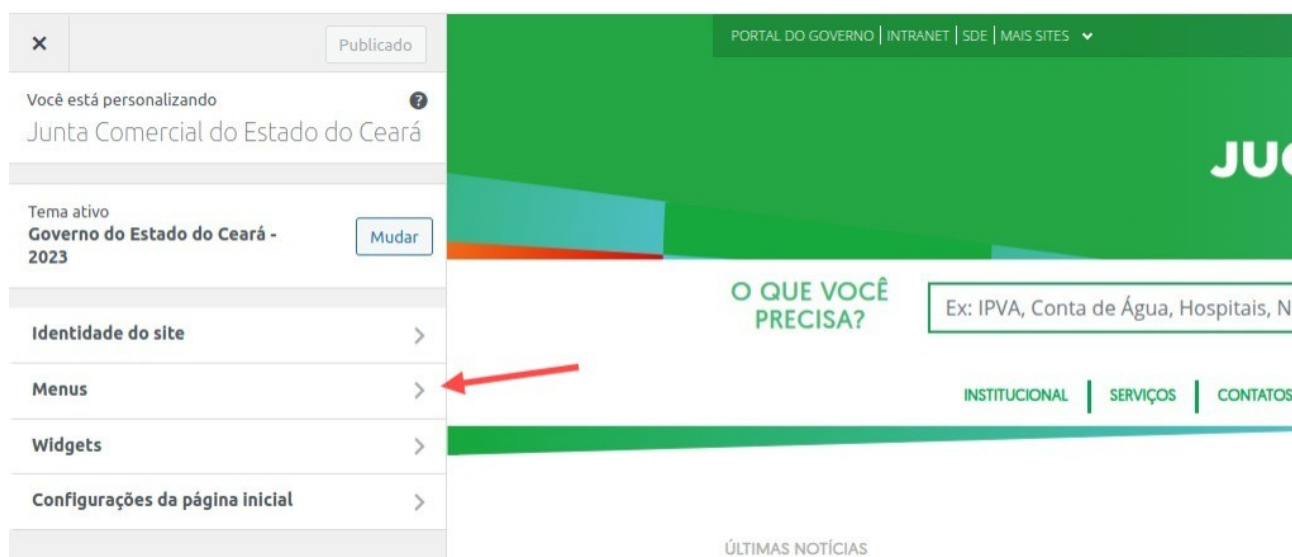 Publicado
Você está personalizando
Junta Comercial do Estado do Ceará
Tema ativo
Governo do Estado do Ceará -
2023
Mudar
Identidade do site
Menus
Widgets
Configurações da página inicial
PORTAL DO GOVERNO | INTRANET | SDE | MAIS SITES
O QUE VOCÊ
PRECISA?
Ex: IPVA, Conta de Água, Hospitais, N
INSTITUCIONAL | SERVIÇOS | CONTATOS
ÚLTIMAS NOTÍCIAS